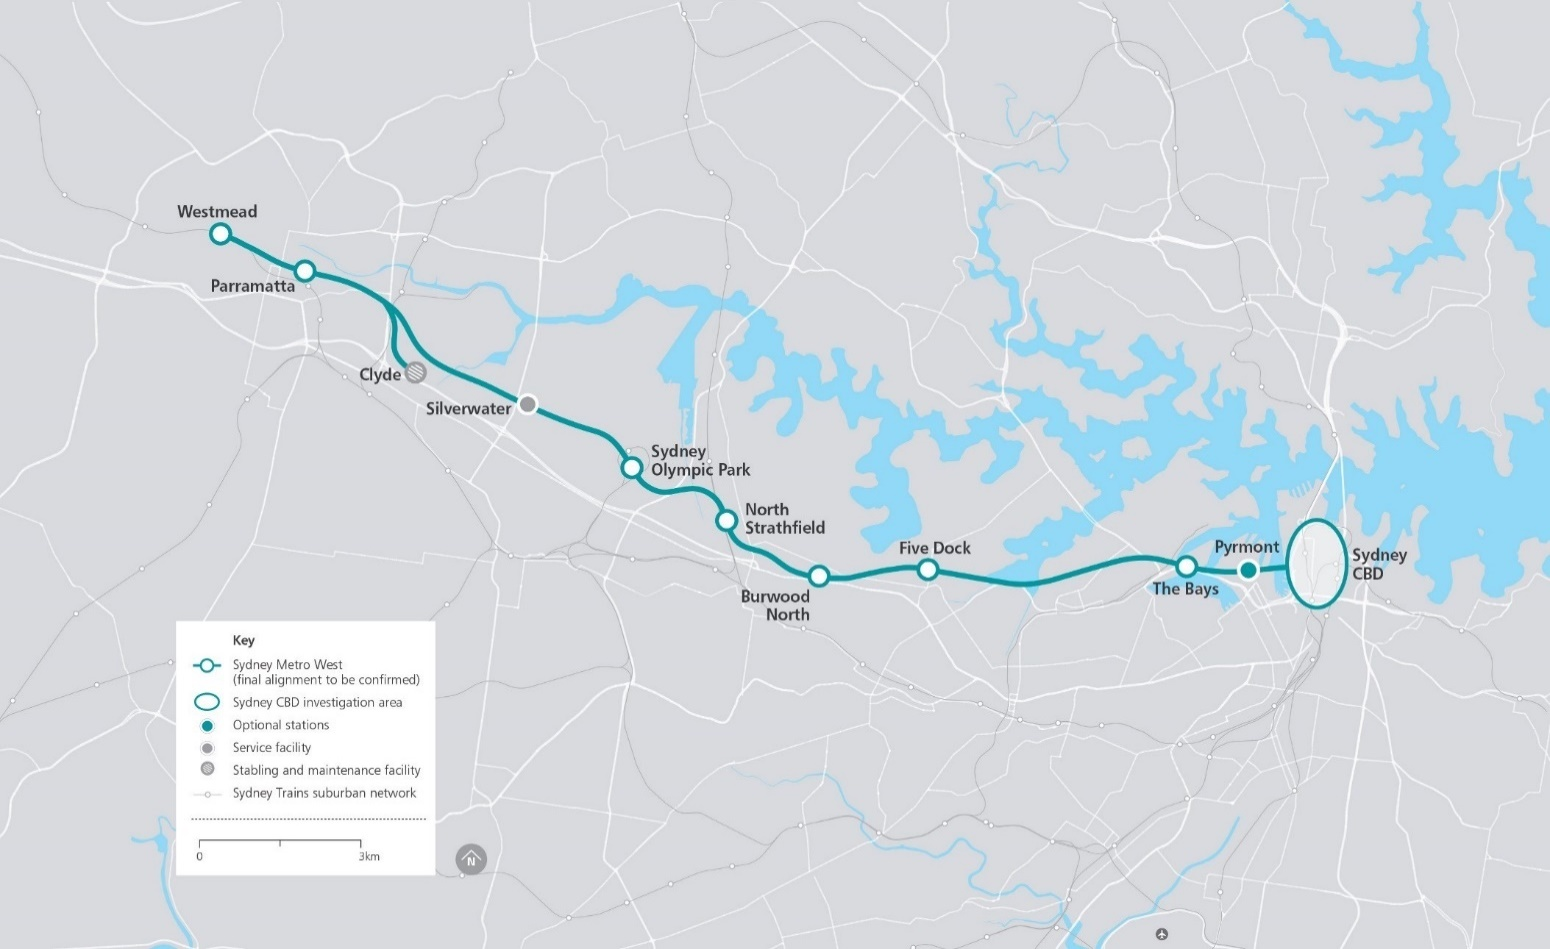 Westmead
Parramatta
Clyde
Silverwater
Sydney
Olympic Park
North
Strathfield
Five Dock
Burwood
North
Pyrmont
The Bays
Sydney
CBD
Key
Sydney Metro West
(final alignment to be confirmed)
Sydney CBD investigation area
Optional stations
Service facility
Stabling and maintenance facility
Sydney Trains suburban network
0 3km
N